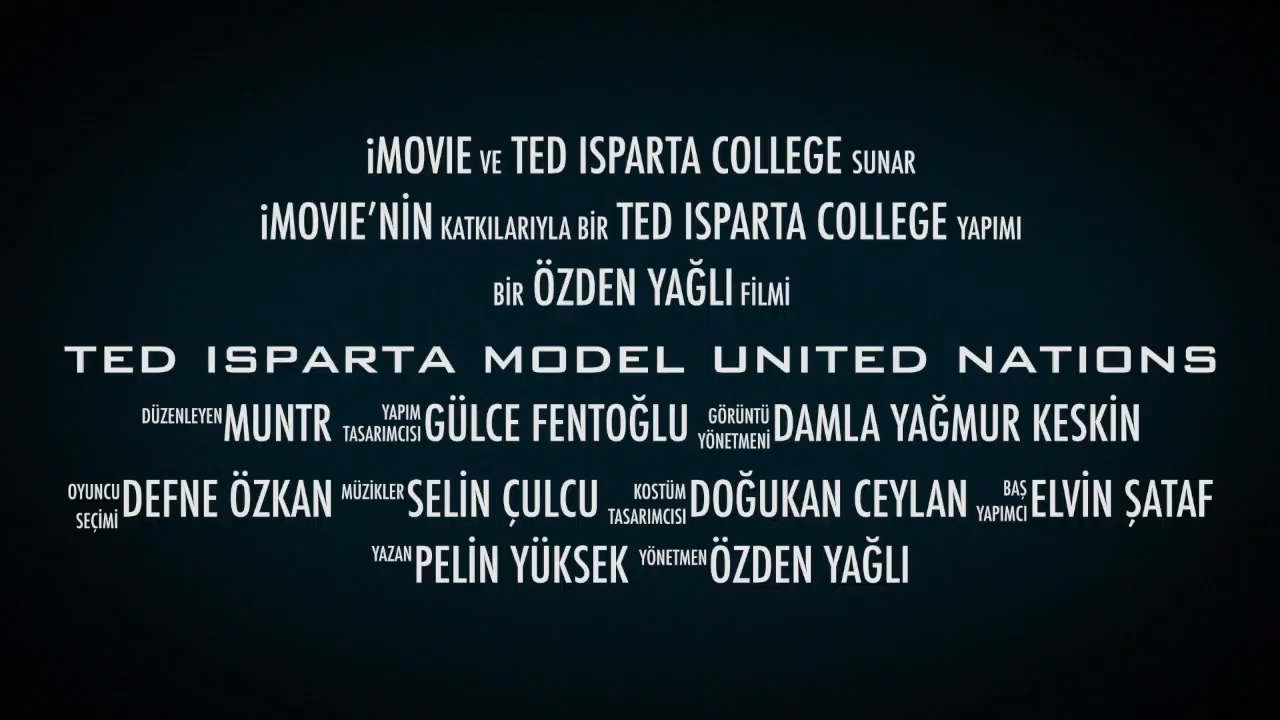 iMOVIE VE TED ISPARTA COLLEGE SUNAR
iMOVIE’NİN KATKILARIYLA BİR TED ISPARTA COLLEGE YAPIMI
BİR ÖZDEN YAĞLI FİLMİ
TED ISPARTA MODEL UNITED NATIONS
DÜZENLEYEN MUNTR YAPIM TASARIMCISI GÜLCE FENTOĞLU GÖRÜNTÜ YÖNETMENİ DAMLA YAĞMUR KESKİN
OYUNCU SEÇİMİ DEFNE ÖZKAN MÜZİKLER SELİN ÇULCU KOSTÜM TASARIMCISI DOĞUKAN CEYLAN BAŞ YAPIMCI ELVİN ŞATAF
YAZAN PELİN YÜKSEK YÖNETMEN ÖZDEN YAĞLI